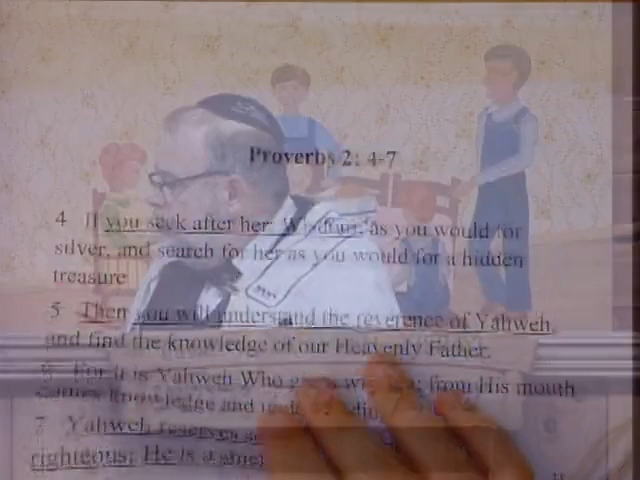 Proverbs 2: 4-7
4 If you seek after her: Wisdom, as you would for
silver, and search for her as you would for a hidden
treasure
5 Then you will understand the reverence of Yahweh,
and find the knowledge of our Heavenly Father.
6 For it is Yahweh Who from His mouth
comes knowledge and
7 Yahweh reserves
righteous; He is a